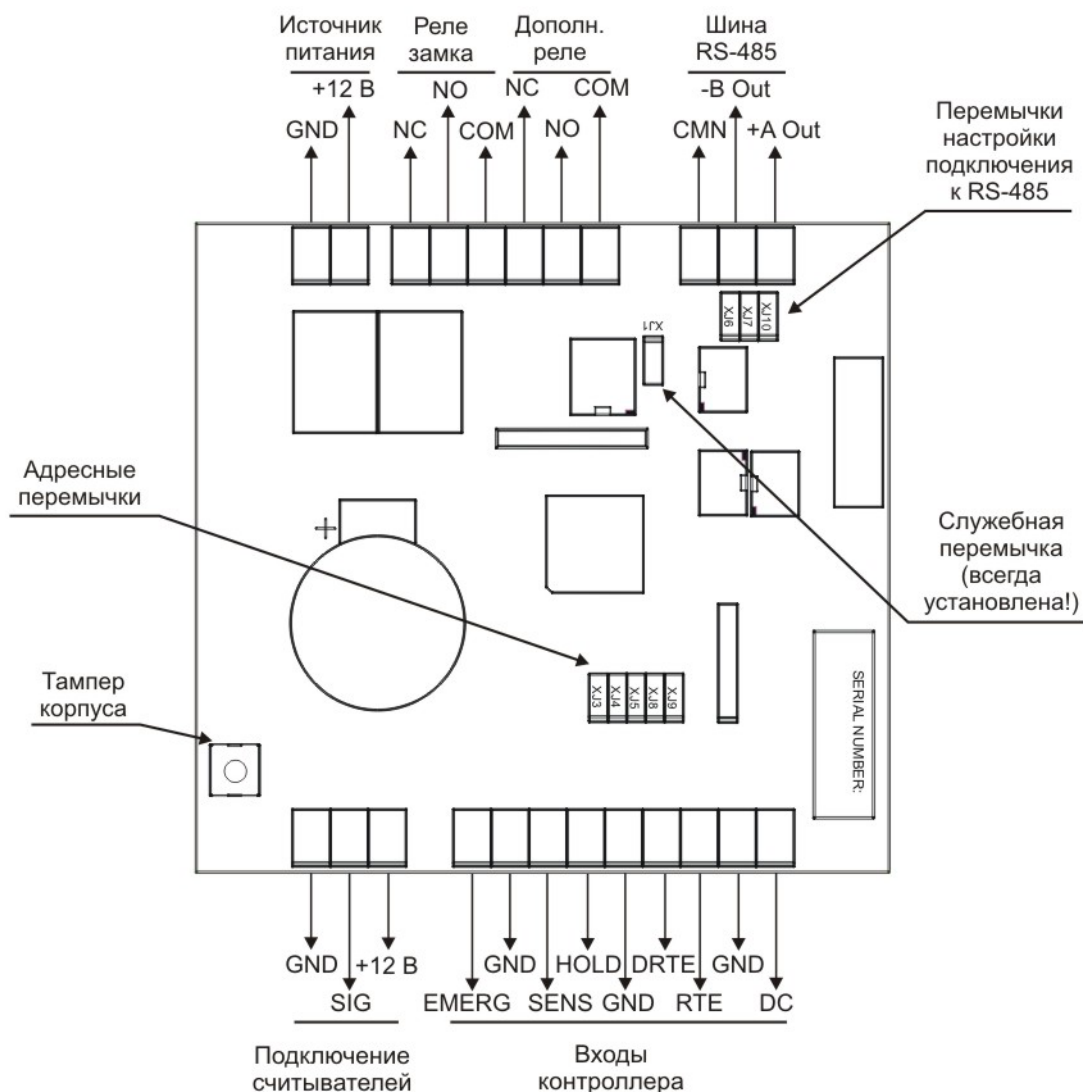 Источник
питания
Реле
замка
Дополн.
реле
Шина
RS-485
+12 В
NO
NC
COM
-B Out
GND
NC
COM
NO
CMN
+A Out
Перемычки
настройки
подключения
к RS-485
XJ6
XJ7
XJ10
XJ1
Адресные
перемычки
+
Служебная
перемычка
(всегда
установлена!)
XJ3
XJ4
XJ5
XJ8
XJ9
SERIAL NUMBER:
Тампер
корпуса
GND
+12 В
GND
HOLD
DRTE
GND
SIG
EMERG
SENS
GND
RTE
DC
Подключение
считывателей
Входы
контроллера